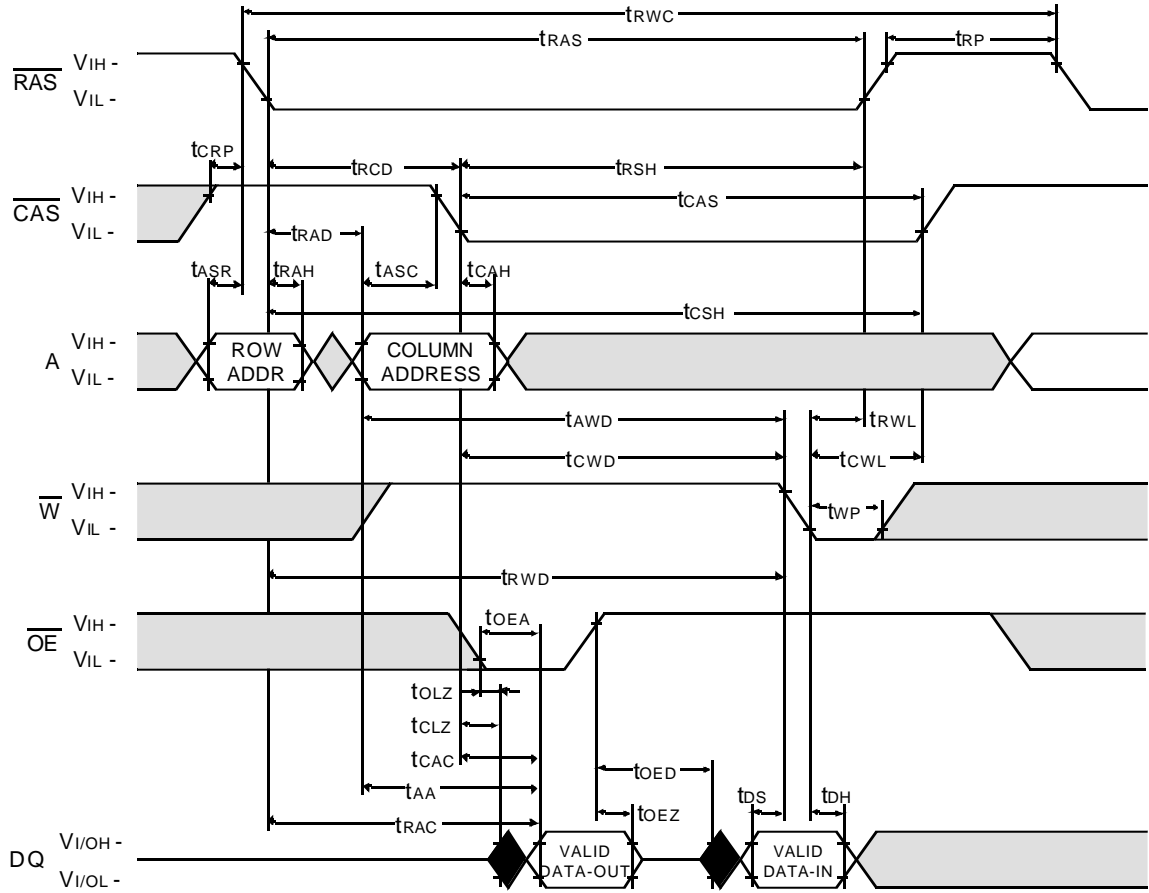 tRWC
tRAS
tRP
RAS
VIH -
VIL -
tCRP
tRCD
tRSH
CAS
VIH -
VIL -
tCAS
tRAD
tASR
tRAH
tASC
tCAH
tCSH
A
VIH -
VIL -
ROW
ADDR
COLUMN
ADDRESS
tAWD
tRWL
tCWD
tCWL
W
VIH -
VIL -
tWP
tRWD
OE
VIH -
VIL -
tOEA
tOLZ
tCLZ
tCAC
tOED
tAA
tDS
tDH
tOEZ
tRAC
DQ
VI/OH -
VI/OL -
VALID
DATA-OUT
VALID
DATA-IN